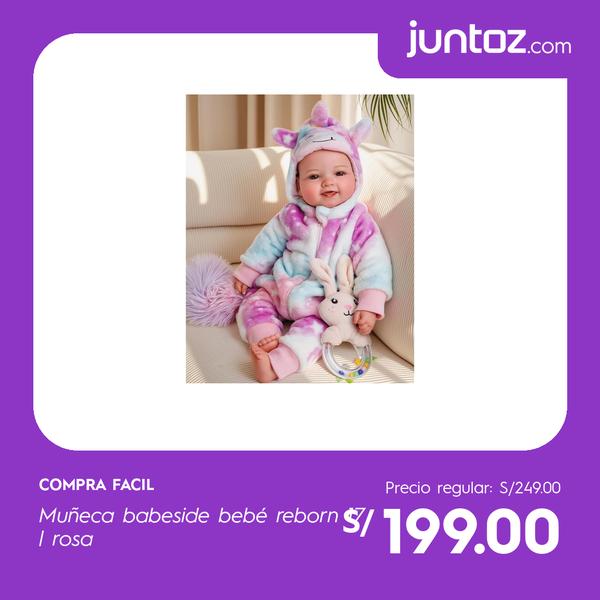 juntoz.com
COMPRA FACIL
Muñeca babeside bebé reborn
| rosa
Precio regular: S/249.00
S/ 199.00